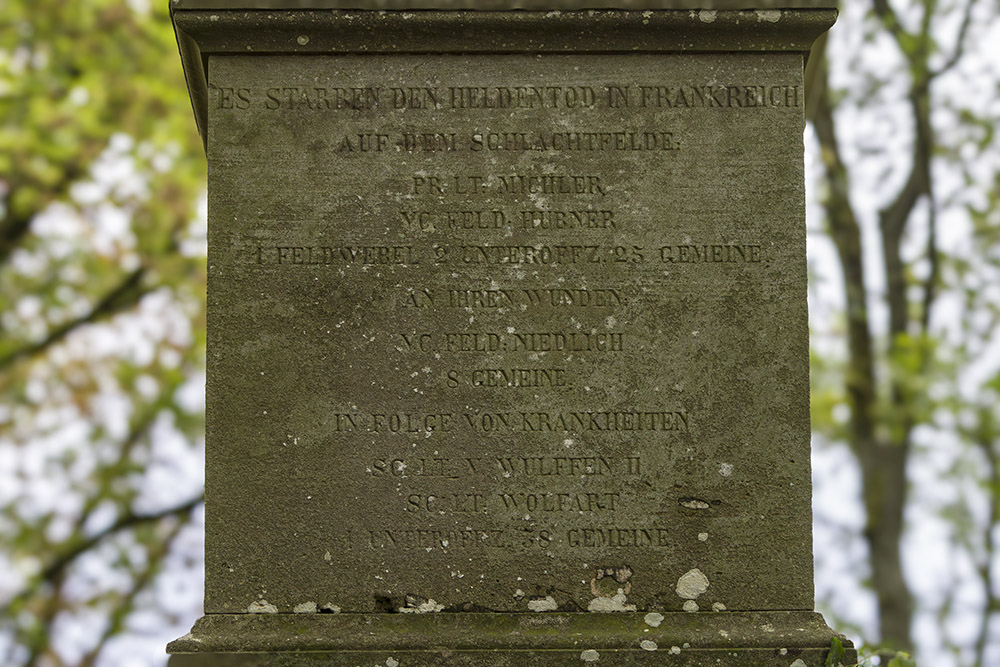 ES STARBEN DEN HELDENTOD IN FRANKREICH
AUF DEM SCHLACHTFELDE:
PR. LT. MICHLER
VC. FELD. HÜBNER
1 FELDWEBEL 2 UNTEROFFZ. 25 GEMEINE.
AN IHREN WUNDEN:
VC. FELD. NIEDLICH
8 GEMEINE.
IN FOLGE VON KRANKHEITEN
SC. LT. V. WULFFEN II
SC. LT. WOLFART
1 UNTEROFFZ. 38 GEMEINE.